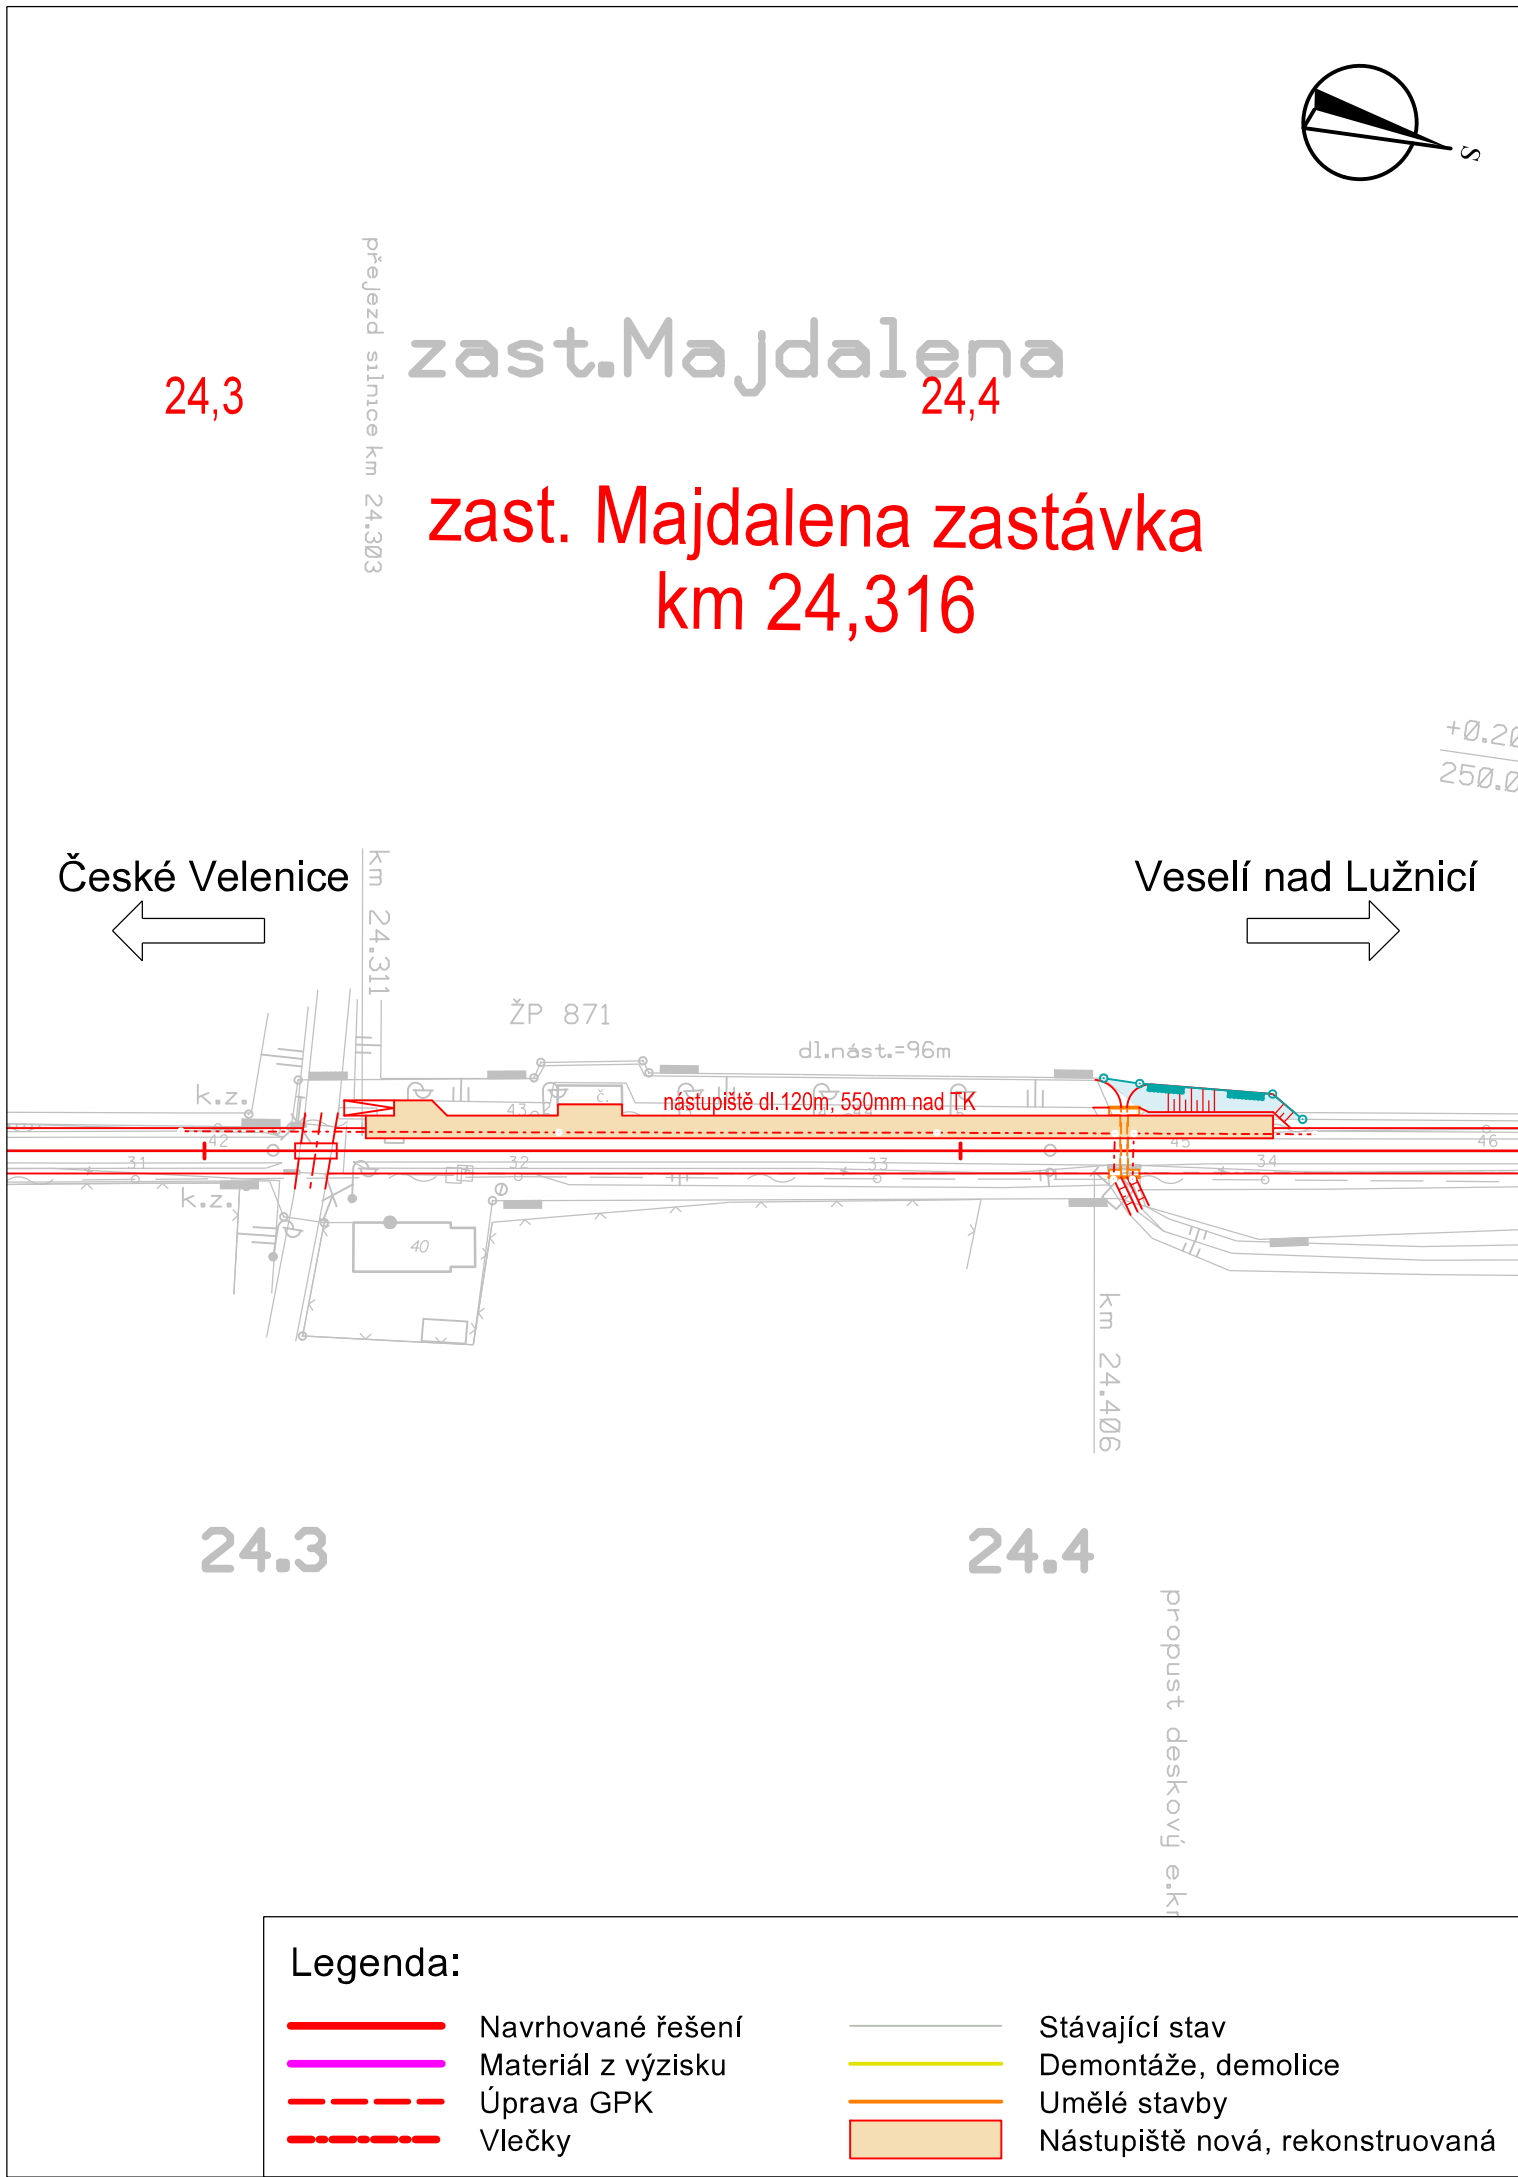 S
přejezd silnice km 24.303
zast.Majdalena
24,3
24,4
zast. Majdalena zastávka
km 24,316
+0.20
250.0
České Velenice
Veselí nad Lužnicí
km 24.311
ŽP 871
dl.nást.=96m
k.z.
43
č.
nástupiště dl.120m, 550mm nad TK
42
45
46
31
32
33
34
k.z.
40
km 24.406
24.3
24.4
propust deskový e.k
Legenda:
Navrhované řešení
Materiál z výzisku
Úprava GPK
Vlečky
Stávající stav
Demontáže, demolice
Umělé stavby
Nástupiště nová, rekonstruovaná